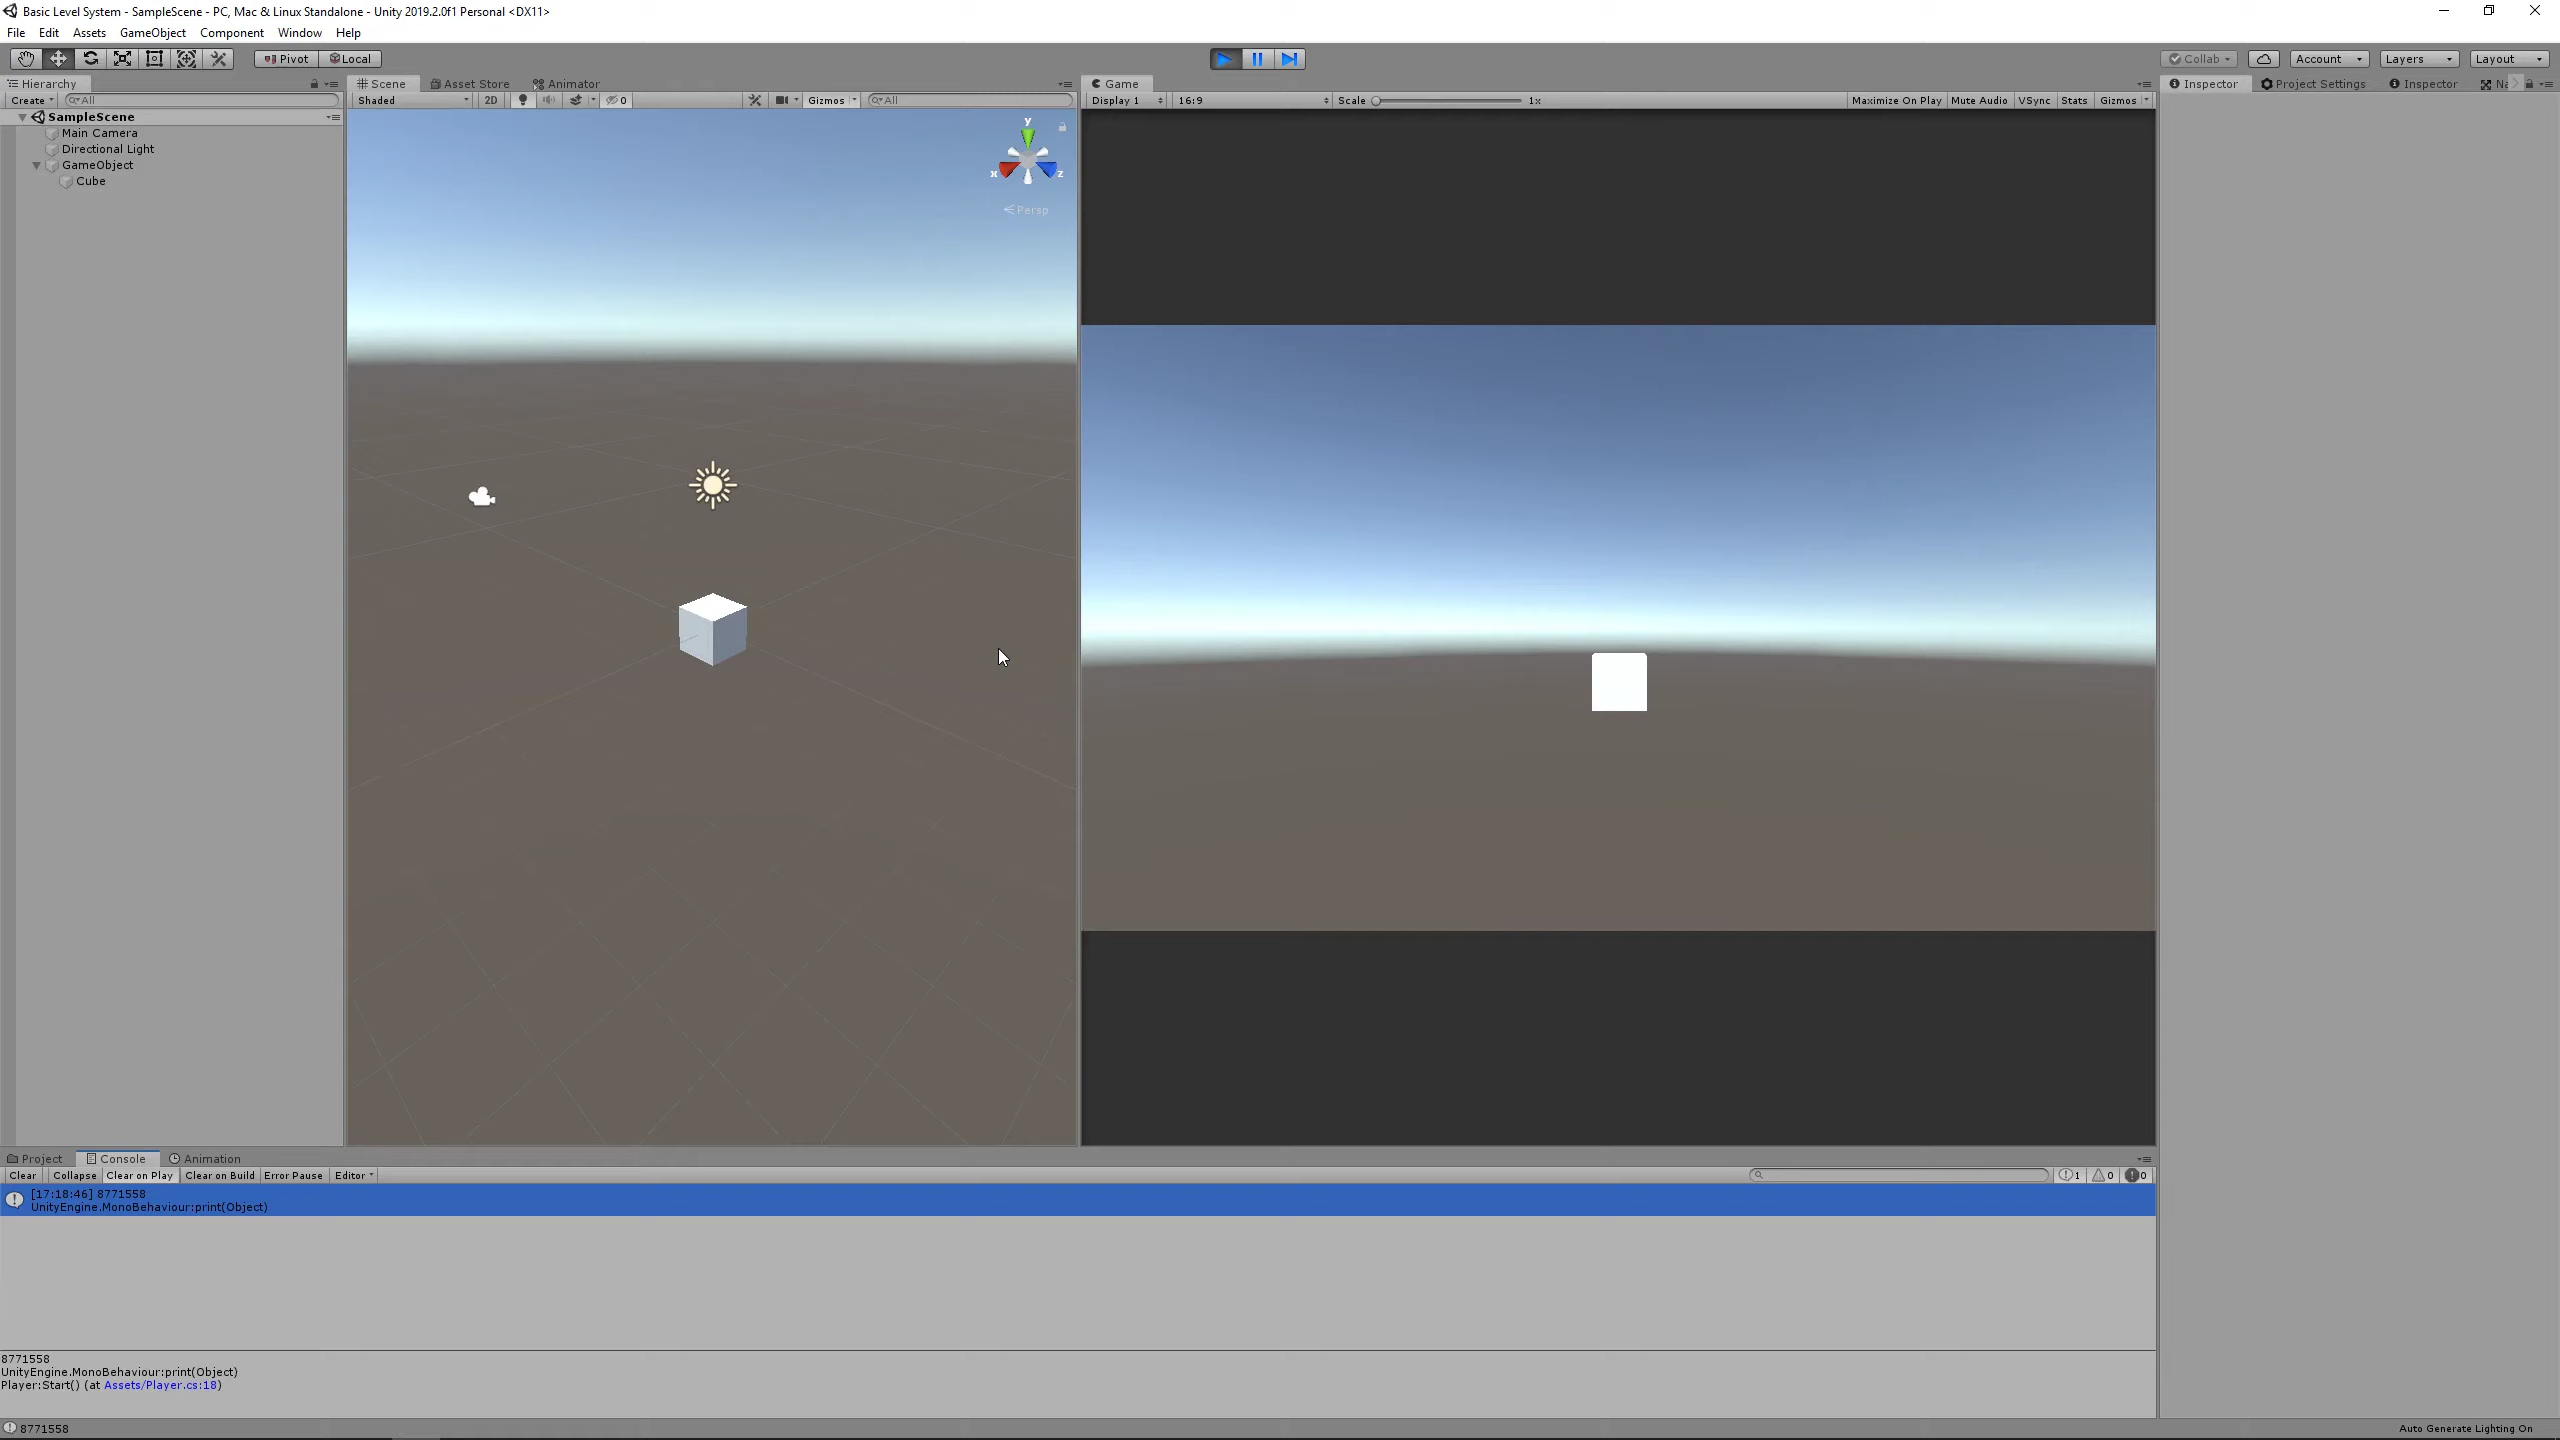 Basic Level System - SampleScene - PC, Mac & Linux Standalone - Unity 2019.2.0f1 Personal <DX11>
File Edit Assets GameObject Component Window Help
Pivot Local Collab Account Layers Layout
Hierarchy
Create All
SampleScene
Main Camera
Directional Light
GameObject
Cube
Scene Asset Store Animator
Shaded 2D 0 Gizmos All
y
x z
Persp
Game
Display 1 16:9 Scale 1x Maximize On Play Mute Audio VSync Stats Gizmos
Inspector Project Settings Inspector
Project Console Animation
Clear Collapse Clear on Play Clear on Build Error Pause Editor 1 0 0
[17:18:46] 8771558
UnityEngine.MonoBehaviour:print(Object)
8771558
UnityEngine.MonoBehaviour:print(Object)
Player:Start() (at Assets/Player.cs:18)
8771558
Auto Generate Lighting On